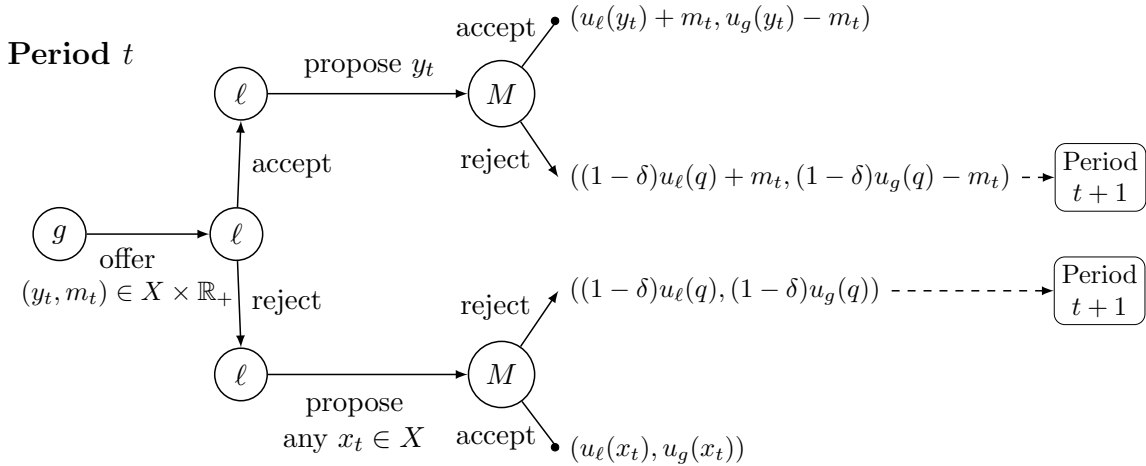 Period t
ℓ
propose y_t
M
accept
(u_ℓ(y_t) + m_t, u_g(y_t) − m_t)
accept
reject
((1 − δ)u_ℓ(q) + m_t, (1 − δ)u_g(q) − m_t)
Period
t + 1
g
offer
(y_t, m_t) ∈ X × ℝ_+
ℓ
reject
reject
((1 − δ)u_ℓ(q), (1 − δ)u_g(q))
Period
t + 1
ℓ
propose
any x_t ∈ X
M
accept
(u_ℓ(x_t), u_g(x_t))